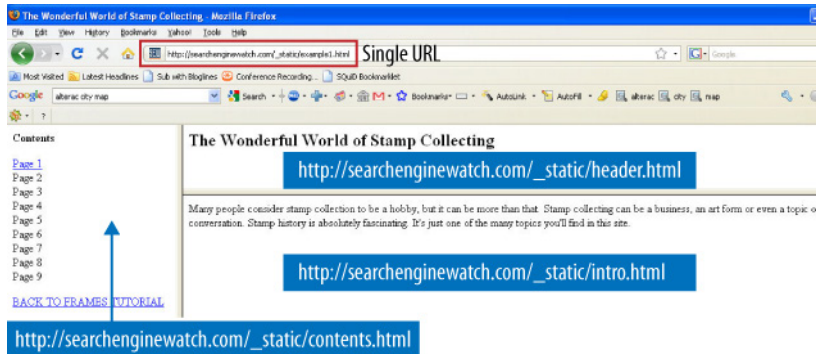 The Wonderful World of Stamp Collecting - Mozilla Firefox
File Edit View History Bookmarks Yahoo! Tools Help
http://searchenginewatch.com/_static/example1.html
Single URL
Google
Most Visited Latest Headlines Sub with Bloglines Conference Recording... SQuID Bookmarklet
Google alterac city map Search Bookmarks AutoLink AutoFill alterac city map
Contents
Page 1
Page 2
Page 3
Page 4
Page 5
Page 6
Page 7
Page 8
Page 9
BACK TO FRAMES TUTORIAL
The Wonderful World of Stamp Collecting
http://searchenginewatch.com/_static/header.html
Many people consider stamp collection to be a hobby, but it can be more than that. Stamp collecting can be a business, an art form or even a topic o
conversation. Stamp history is absolutely fascinating. It's just one of the many topics you'll find in this site.
http://searchenginewatch.com/_static/intro.html
http://searchenginewatch.com/_static/contents.html